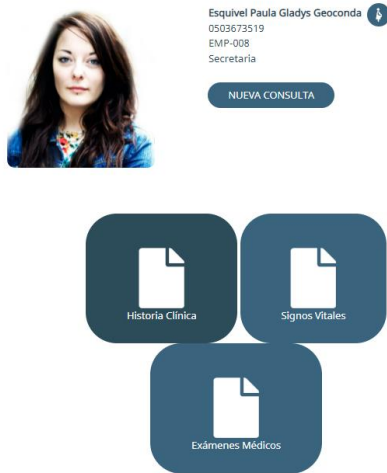 Esquivel Paula Gladys Geoconda
0503673519
EMP-008
Secretaria
NUEVA CONSULTA
Historia Clínica
Signos Vitales
Exámenes Médicos